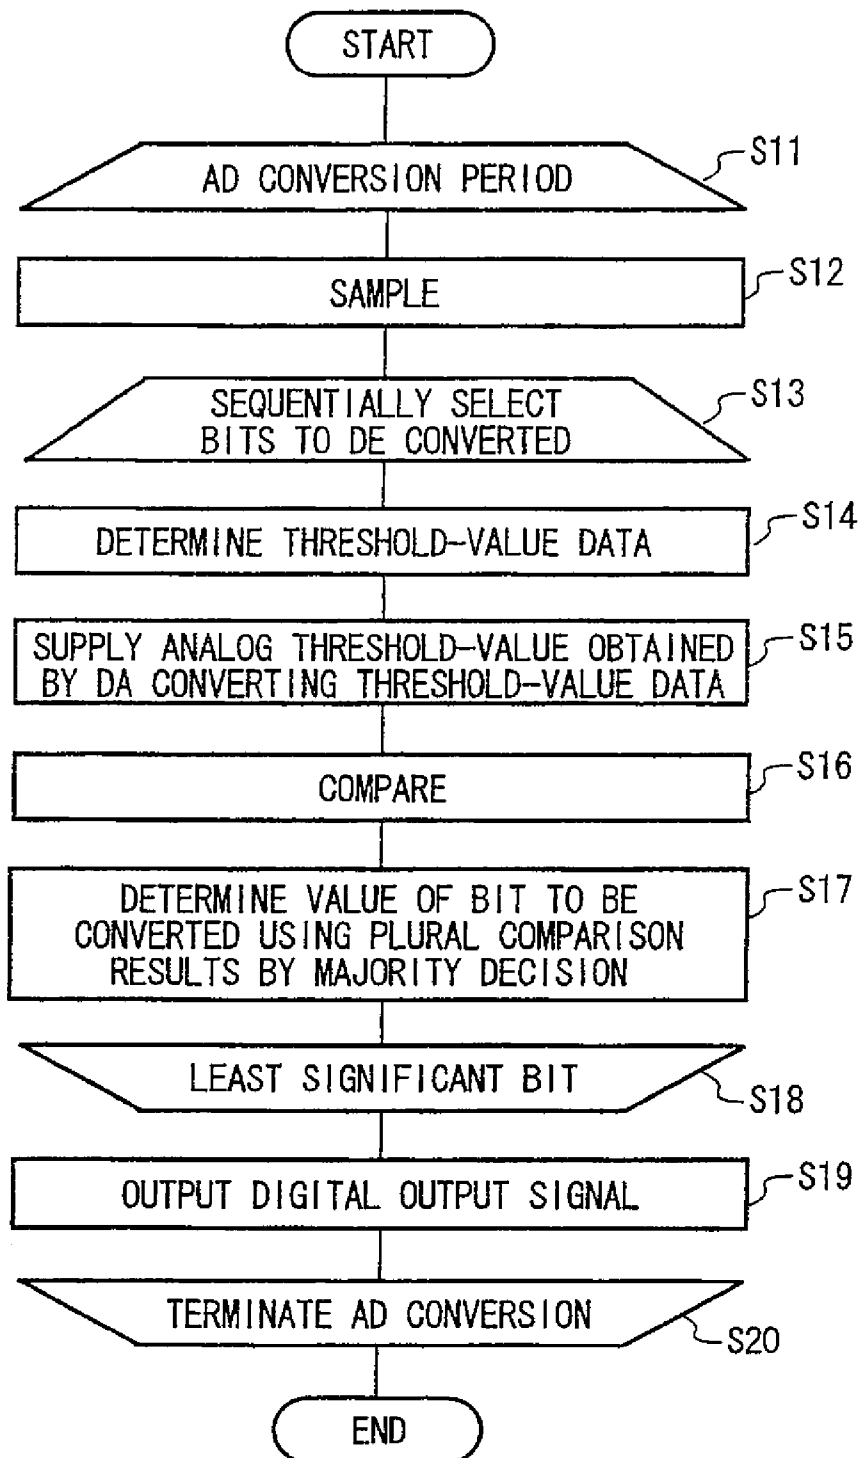 START
AD CONVERSION PERIOD
S11
SAMPLE
S12
SEQUENTIALLY SELECT
BITS TO DE CONVERTED
S13
DETERMINE THRESHOLD-VALUE DATA
S14
SUPPLY ANALOG THRESHOLD-VALUE OBTAINED
BY DA CONVERTING THRESHOLD-VALUE DATA
S15
COMPARE
S16
DETERMINE VALUE OF BIT TO BE
CONVERTED USING PLURAL COMPARISON
RESULTS BY MAJORITY DECISION
S17
LEAST SIGNIFICANT BIT
S18
OUTPUT DIGITAL OUTPUT SIGNAL
S19
TERMINATE AD CONVERSION
S20
END